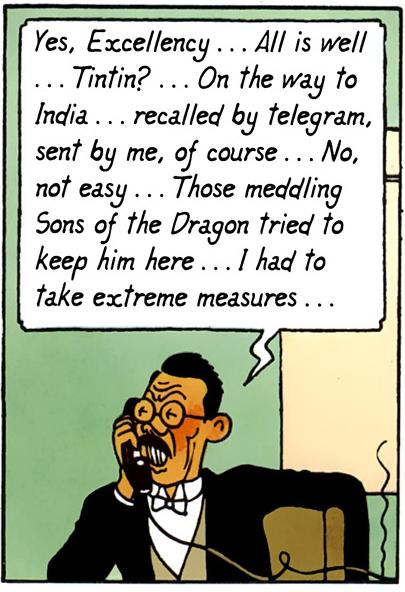 Yes, Excellency ... All is well
... Tintin? ... On the way to
India ... recalled by telegram,
sent by me, of course ... No,
not easy ... Those meddling
Sons of the Dragon tried to
keep him here ... I had to
take extreme measures ...